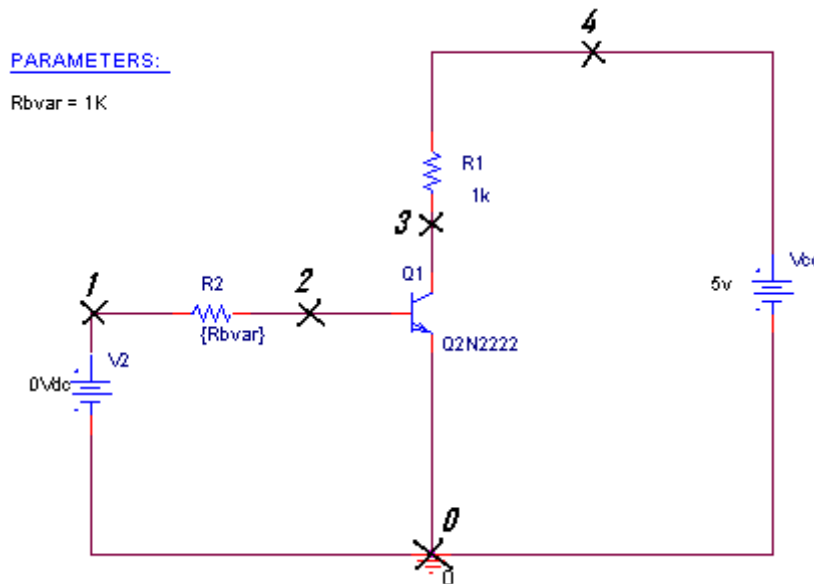 4
PARAMETERS:
Rbvar = 1K
R1
1k
3
1
R2
2
Q1
{Rbvar}
5v
V2
Q2N2222
0Vdc
0
0